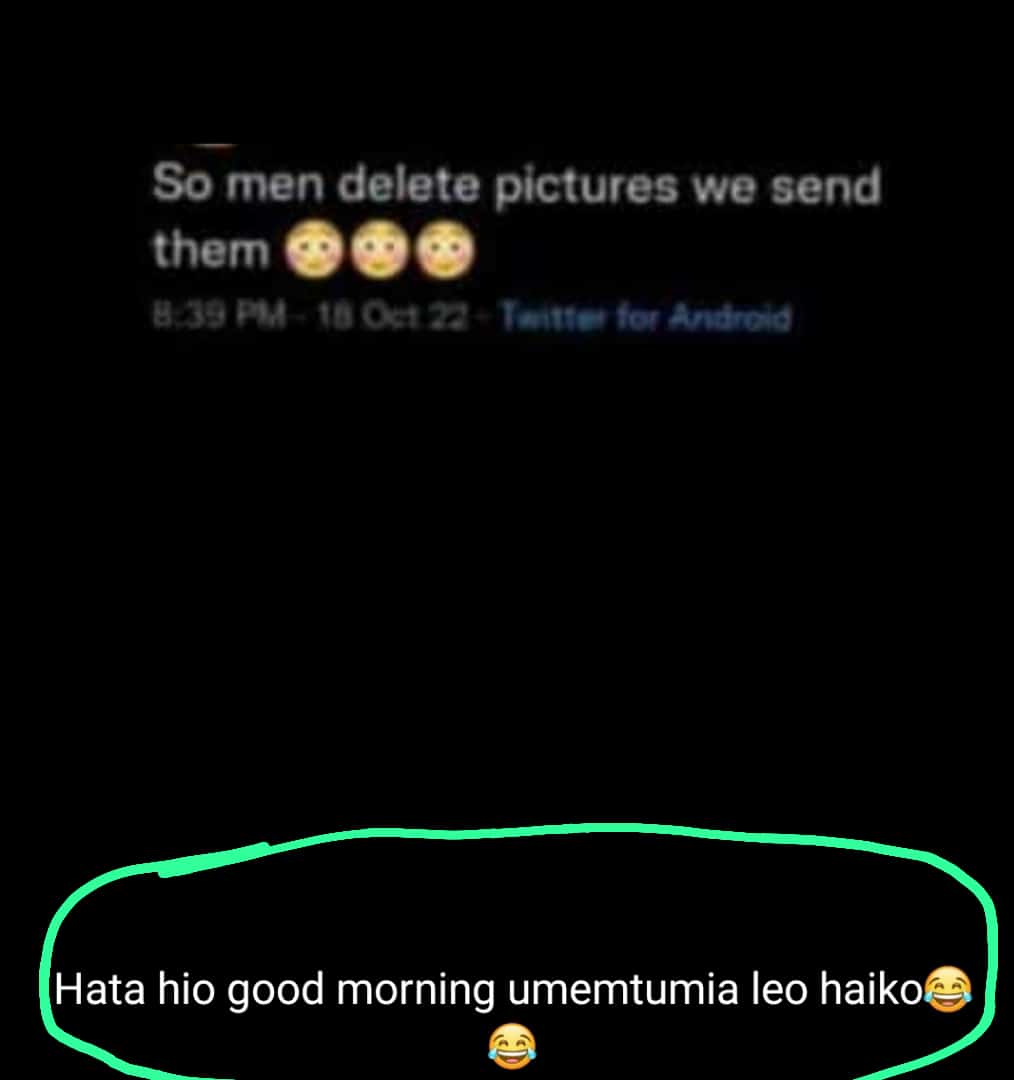 So men delete pictures we send
them 😳😳😳
8:39 PM - 18 Oct 22 - Twitter for Android
Hata hio good morning umemtumia leo haiko😂
😂